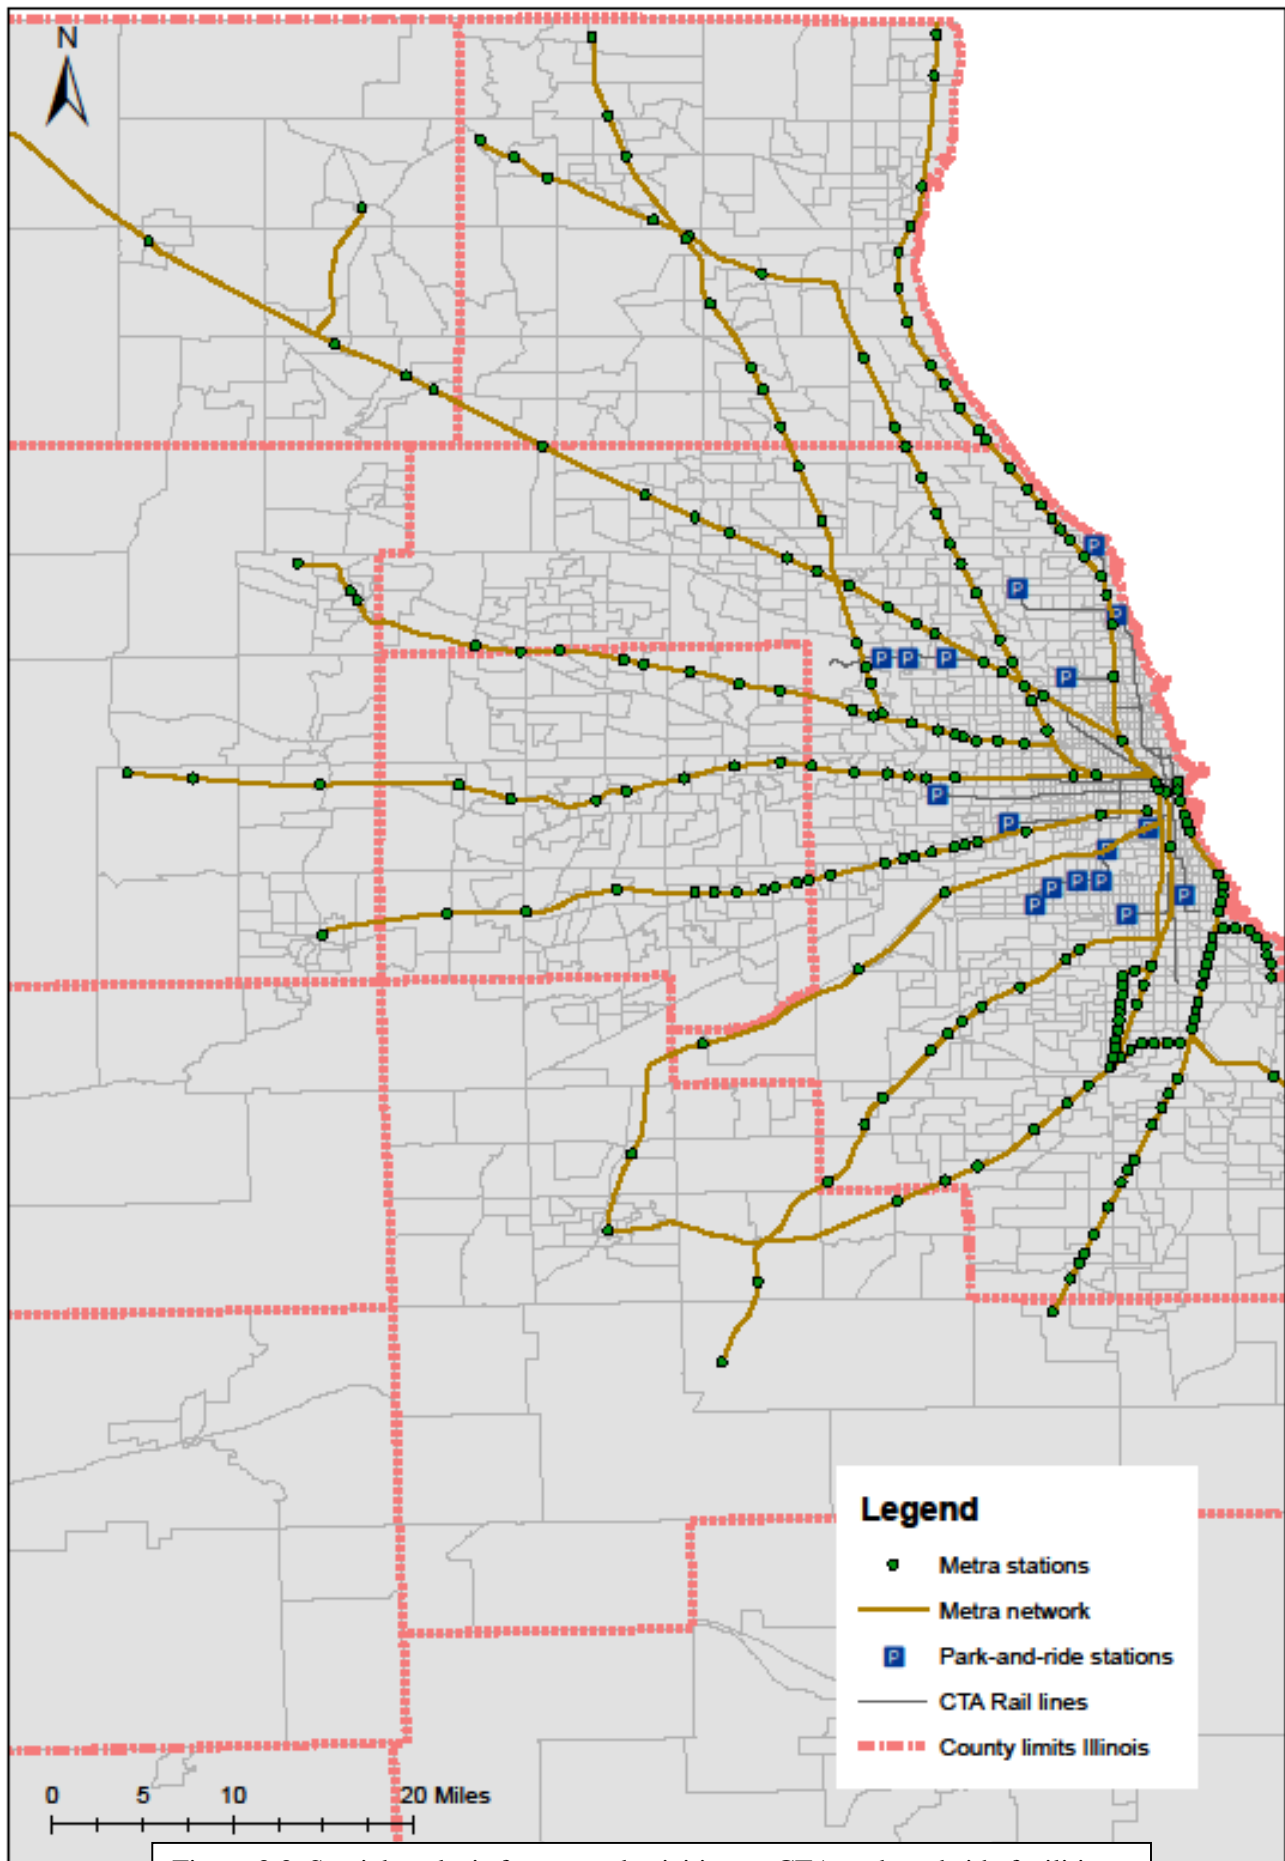 N
Legend
Metra stations
Metra network
P Park-and-ride stations
CTA Rail lines
County limits Illinois
0 5 10 20 Miles